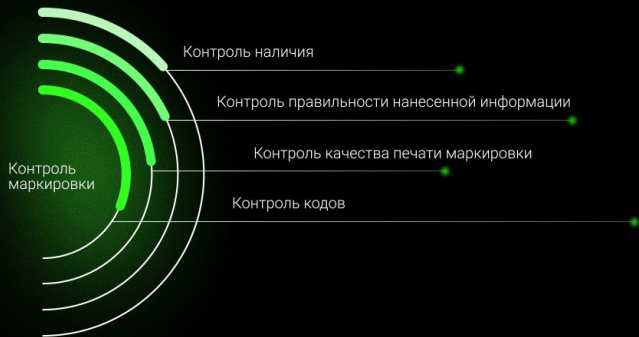 Контроль наличия
Контроль правильности нанесенной информации
Контроль качества печати маркировки
Контроль
маркировки
Контроль кодов